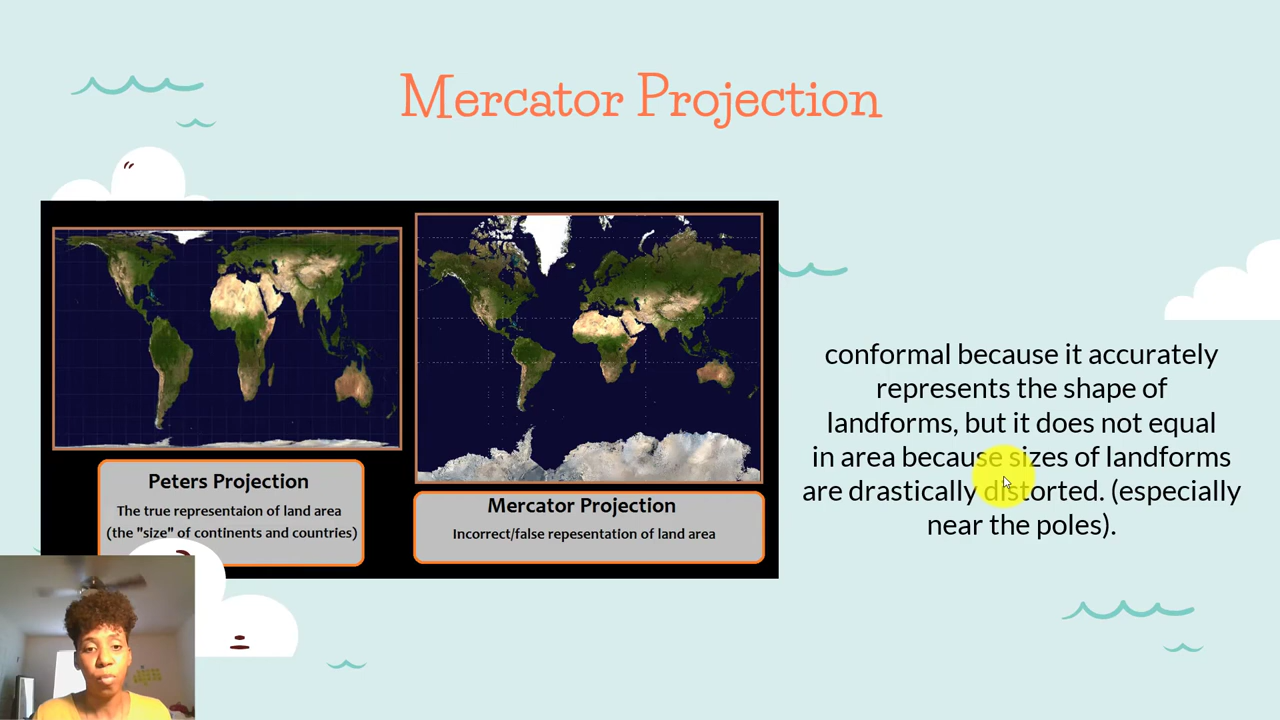 Mercator Projection
Peters Projection
The true representaion of land area
(the "size" of continents and countries)
Mercator Projection
Incorrect/false repesentation of land area
conformal because it accurately
represents the shape of
landforms, but it does not equal
in area because sizes of landforms
are drastically distorted. (especially
near the poles).